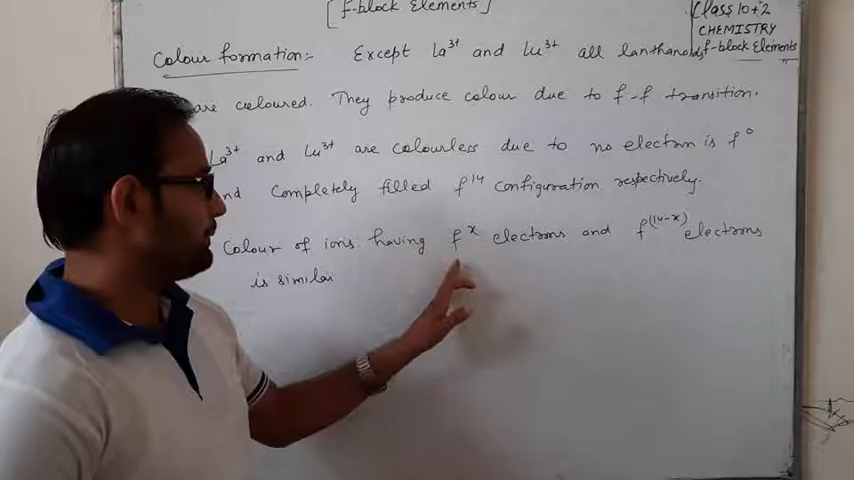 [f-block Elements]
Class 10+2
CHEMISTRY
f-block Elements
Colour formation:- Except La³⁺ and Lu³⁺ all lanthanoids
are coloured. They produce colour due to f-f transition.
La³⁺ and Lu³⁺ are colourless due to no electron is f⁰
nd completely filled f¹⁴ configuration respectively.
Colour of ions having fˣ electrons and f⁽¹⁴⁻ˣ⁾ electrons
is similar